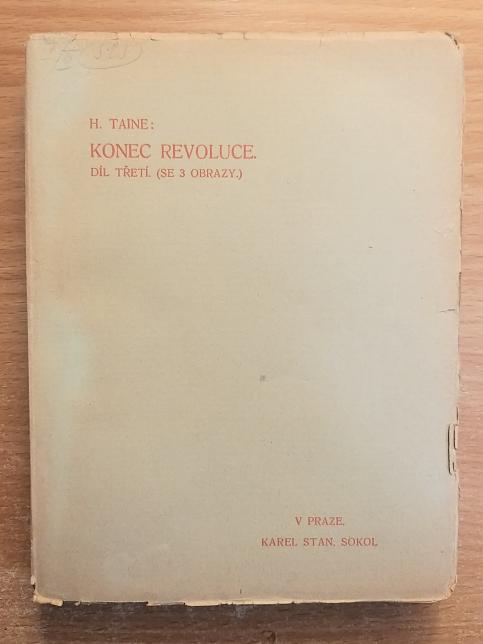 H. TAINE:
KONEC REVOLUCE.
DÍL TŘETÍ. (SE 3 OBRAZY.)
V PRAZE.
KAREL STAN. SOKOL